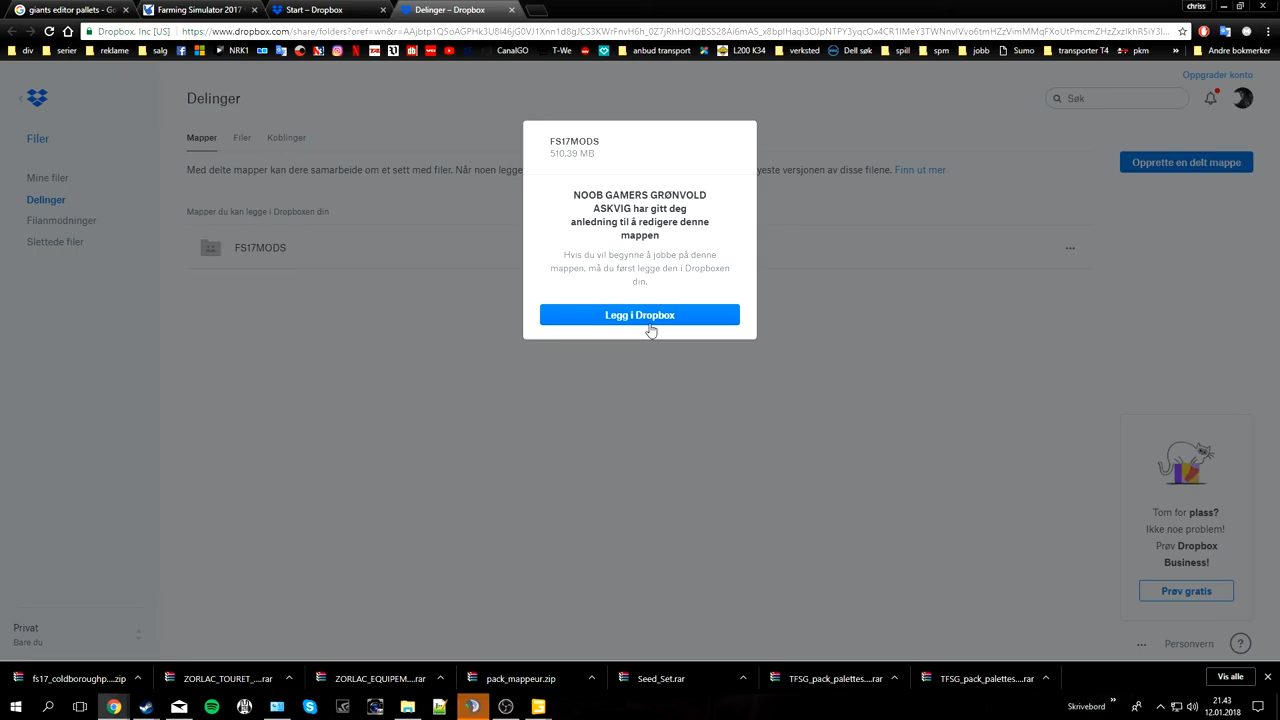 giants editor pallets - G
Farming Simulator 2017
Start – Dropbox
Delinger – Dropbox
chriss
Dropbox, Inc [US]
div
serier
reklame
salg
NRK1
CanalGO
T-We
anbud transport
L200 K34
verksted
Dell søk
spill
spm
jobb
Sumo
transporter T4
pkm
Andre bokmerker
Oppgrader konto
Delinger
Søk
Filer
Mapper
Filer
Koblinger
Opprette en delt mappe
Med delte mapper kan dere samarbeide om et sett med filer. Når noen legge
yeste versjonen av disse filene. Finn ut mer
Mine filer
Delinger
Filanmodninger
Slettede filer
Mapper du kan legge i Dropboxen din
FS17MODS
...
FS17MODS
510,39 MB
NOOB GAMERS GRØNVOLD
ASKVIG har gitt deg
anledning til å redigere denne
mappen
Hvis du vil begynne å jobbe på denne
mappen, må du først legge den i Dropboxen
din.
Legg i Dropbox
Tom for plass?
Ikke noe problem!
Prøv Dropbox
Business!
Prøv gratis
Privat
Bare du
...
Personvern
?
fs17_coldboroughp....zip
ZORLAC_TOURET_...rar
ZORLAC_EQUIPEM....rar
pack_mappeur.zip
Seed_Set.rar
TFSG_pack_palettes...rar
TFSG_pack_palettes...rar
Vis alle
Skrivebord
21.43
12.01.2018